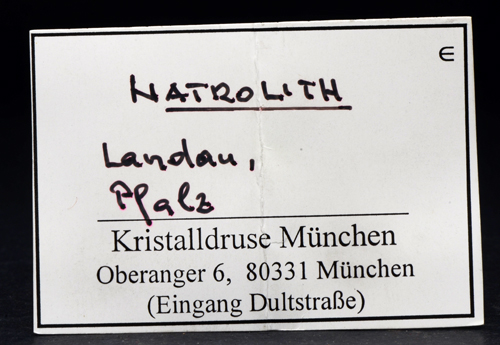 ∈
NATROLITH
Landau,
Pfalz
Kristalldruse München
Oberanger 6, 80331 München
(Eingang Dultstraße)